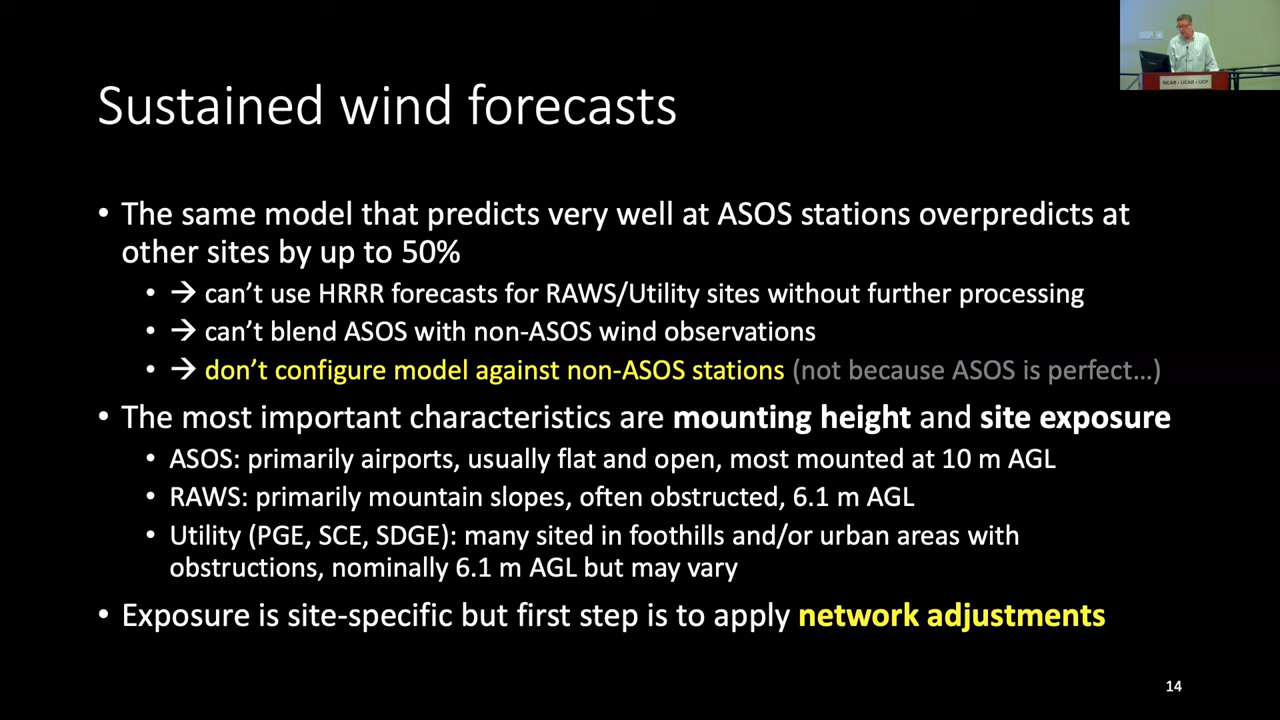 NCAR • UCAR • UCP
Sustained wind forecasts
• The same model that predicts very well at ASOS stations overpredicts at
other sites by up to 50%
• → can’t use HRRR forecasts for RAWS/Utility sites without further processing
• → can’t blend ASOS with non-ASOS wind observations
• → don’t configure model against non-ASOS stations (not because ASOS is perfect…)
• The most important characteristics are mounting height and site exposure
• ASOS: primarily airports, usually flat and open, most mounted at 10 m AGL
• RAWS: primarily mountain slopes, often obstructed, 6.1 m AGL
• Utility (PGE, SCE, SDGE): many sited in foothills and/or urban areas with
obstructions, nominally 6.1 m AGL but may vary
• Exposure is site-specific but first step is to apply network adjustments
14